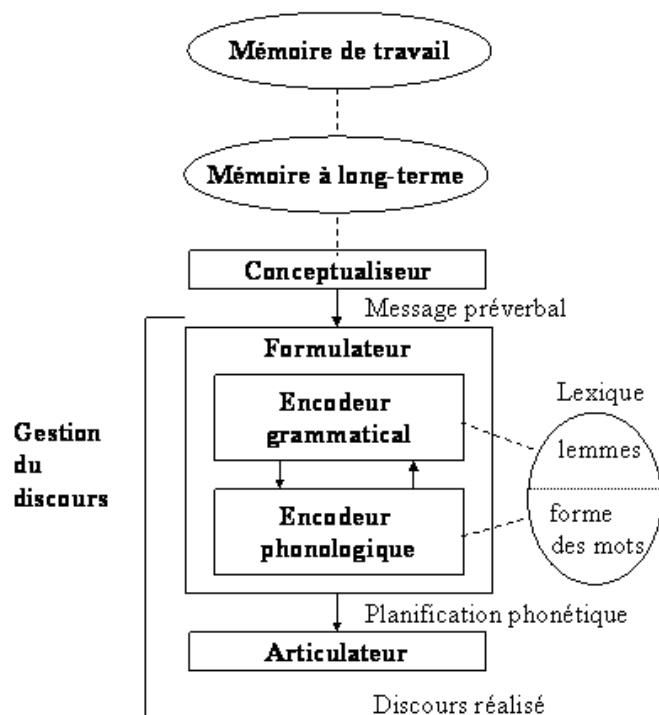 Mémoire de travail
Mémoire à long-terme
Conceptualiseur
Message préverbal
Formulateur
Encodeur
grammatical
Lexique
lemmes
Gestion
du
discours
Encodeur
phonologique
forme
des mots
Planification phonétique
Articulateur
Discours réalisé